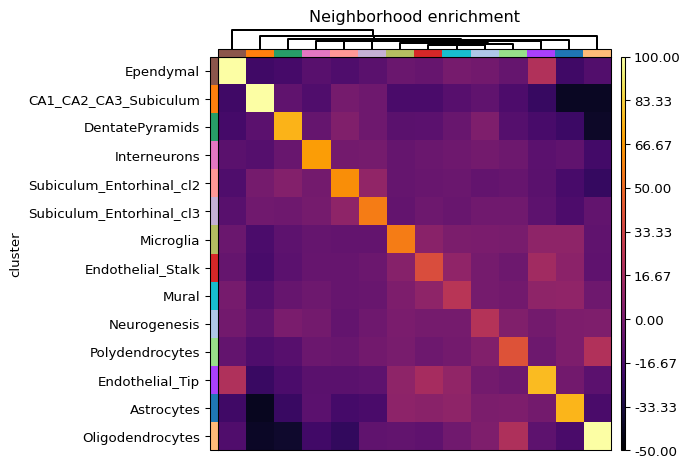 Neighborhood enrichment
Ependymal
CA1_CA2_CA3_Subiculum
DentatePyramids
Interneurons
Subiculum_Entorhinal_cl2
Subiculum_Entorhinal_cl3
Microglia
Endothelial_Stalk
Mural
Neurogenesis
Polydendrocytes
Endothelial_Tip
Astrocytes
Oligodendrocytes
cluster
100.00
83.33
66.67
50.00
33.33
16.67
0.00
-16.67
-33.33
-50.00